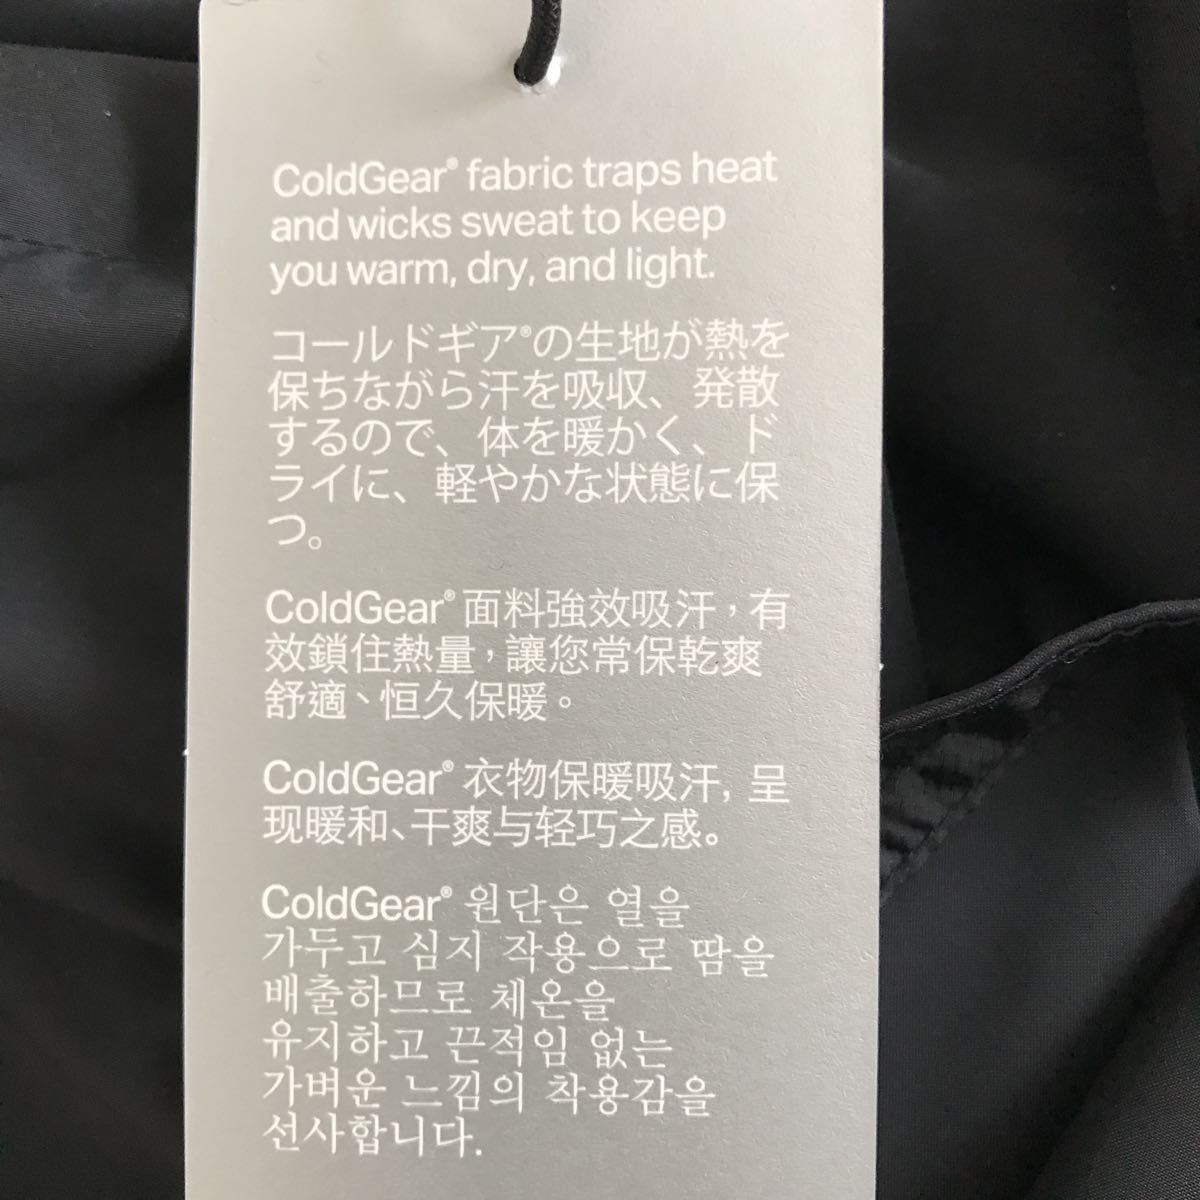 ColdGear® fabric traps heat
and wicks sweat to keep
you warm, dry, and light.
コールドギア®の生地が熱を
保ちながら汗を吸収、発散
するので、体を暖かく、ド
ライに、軽やかな状態に保
つ。
ColdGear® 面料強效吸汗，有
效鎖住熱量，讓您常保乾爽
舒適、恒久保暖。
ColdGear® 衣物保暖吸汗, 呈
现暖和、干爽与轻巧之感。
ColdGear® 원단은 열을
가두고 심지 작용으로 땀을
배출하므로 체온을
유지하고 끈적임 없는
가벼운 느낌의 착용감을
선사합니다.